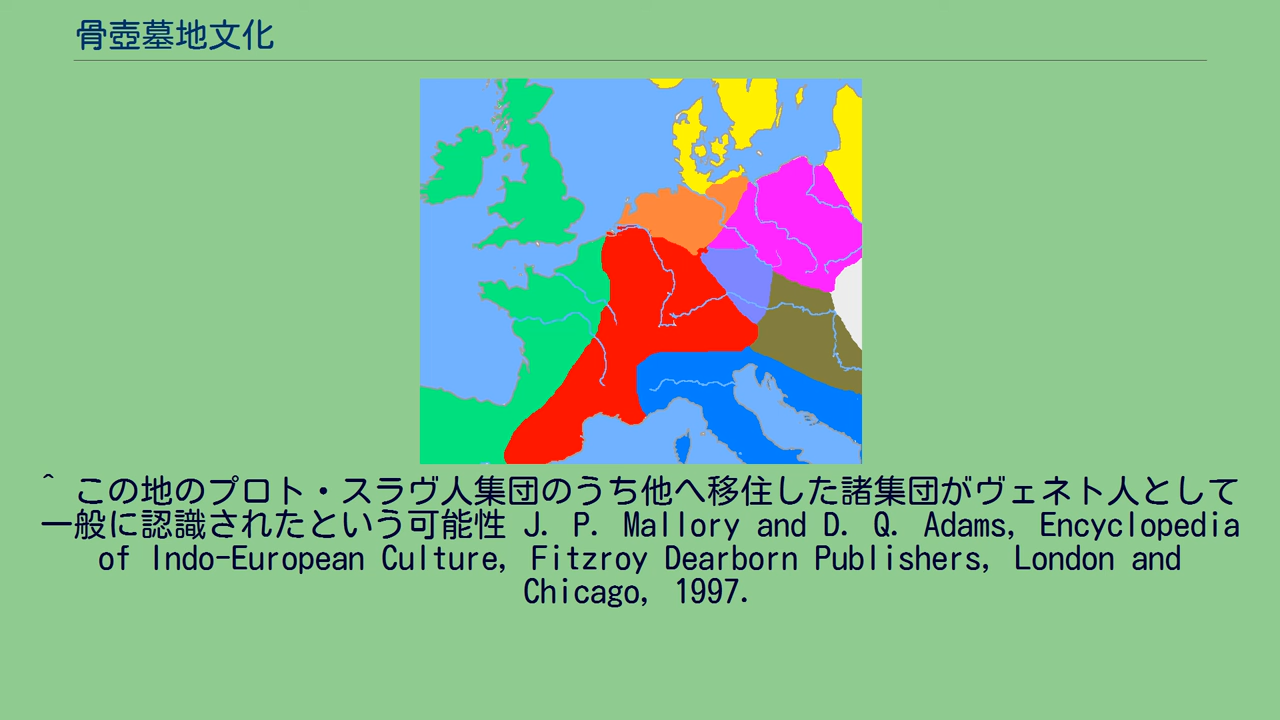 骨壺墓地文化
^ この地のプロト・スラヴ人集団のうち他へ移住した諸集団がヴェネト人として
一般に認識されたという可能性 J. P. Mallory and D. Q. Adams, Encyclopedia
of Indo-European Culture, Fitzroy Dearborn Publishers, London and
Chicago, 1997.